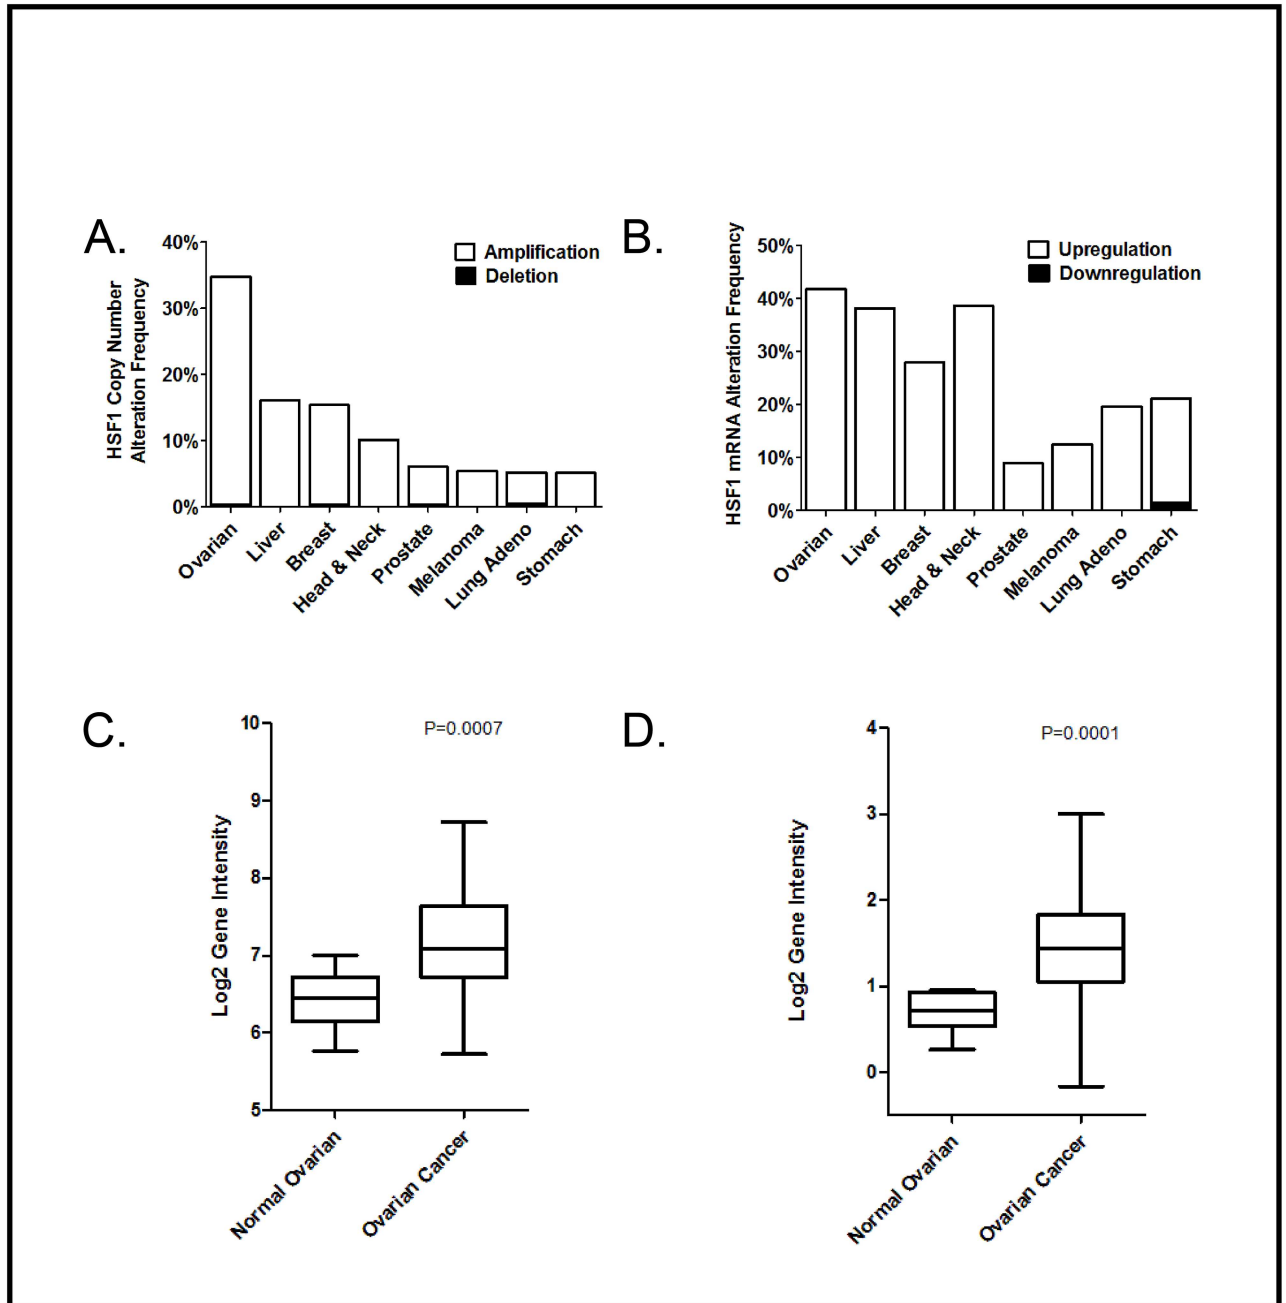 A.
HSF1 Copy Number
Alteration Frequency
40%
30%
20%
10%
0%
Amplification
Deletion
Ovarian
Liver
Breast
Head & Neck
Prostate
Melanoma
Lung Adeno
Stomach
B.
HSF1 mRNA Alteration Frequency
50%
40%
30%
20%
10%
0%
Upregulation
Downregulation
Ovarian
Liver
Breast
Head & Neck
Prostate
Melanoma
Lung Adeno
Stomach
C.
Log2 Gene Intensity
10
9
8
7
6
5
P=0.0007
Normal Ovarian
Ovarian Cancer
D.
Log2 Gene Intensity
4
3
2
1
0
P=0.0001
Normal Ovarian
Ovarian Cancer